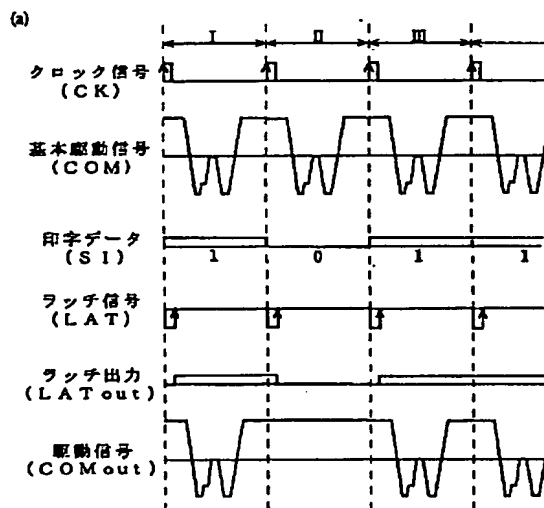 (a)
I II III
クロック信号
(CK)
基本駆動信号
(COM)
印字データ
(SI)
1 0 1 1
ラッチ信号
(LAT)
ラッチ出力
(LATout)
駆動信号
(COMout)